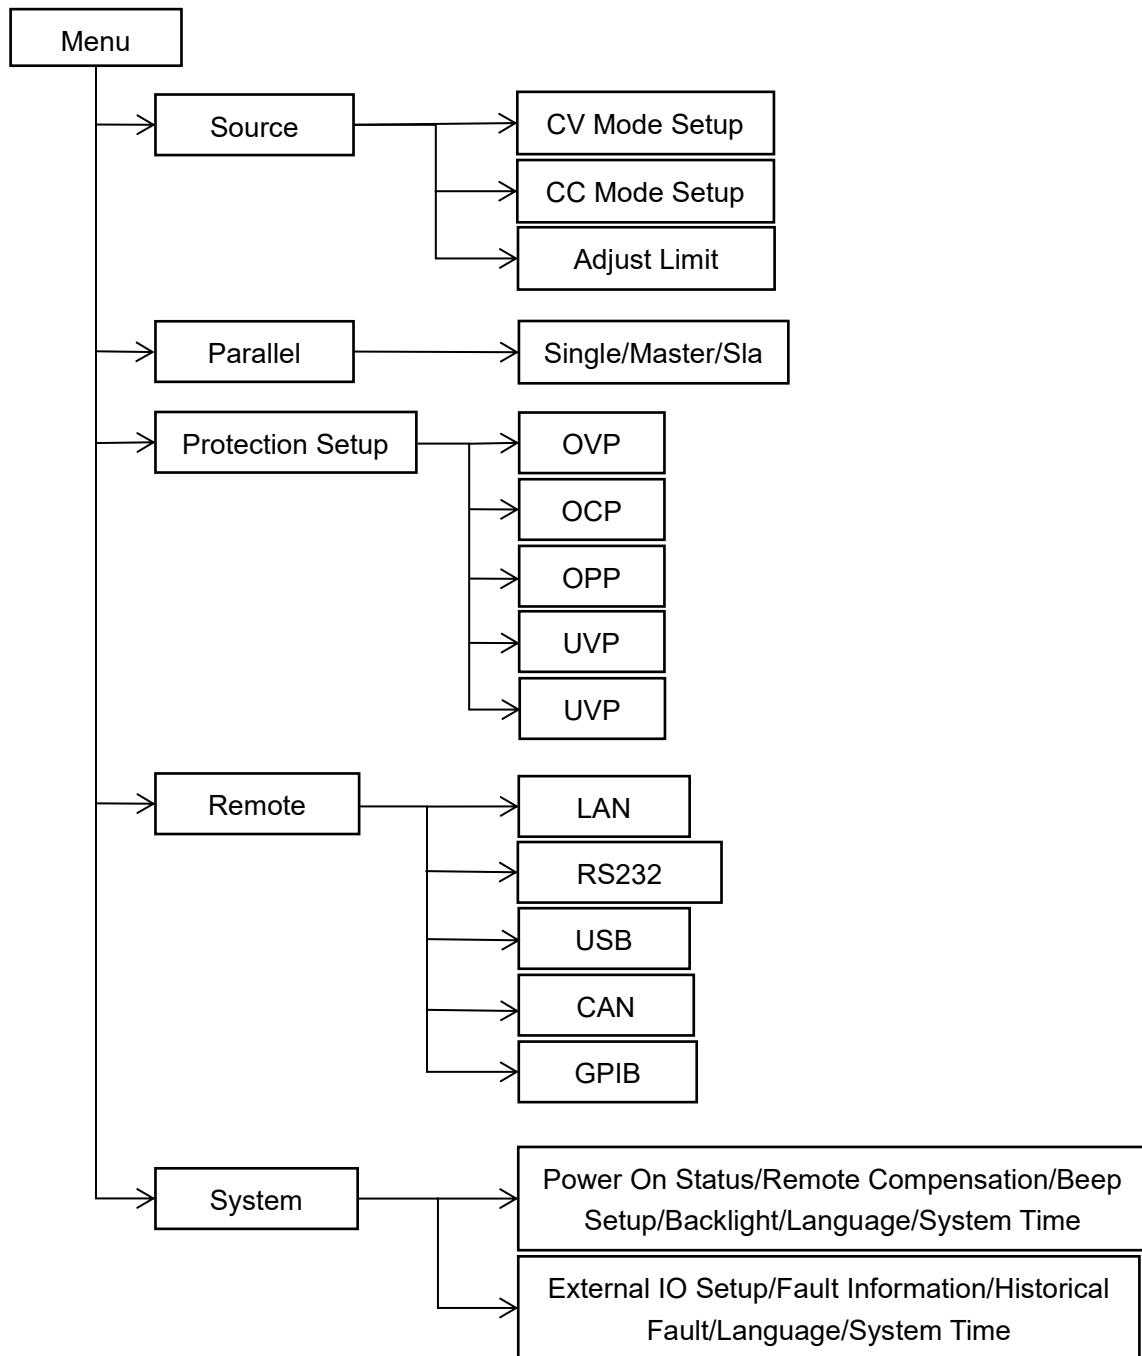 Menu
Source
CV Mode Setup
CC Mode Setup
Adjust Limit
Parallel
Single/Master/Sla
Protection Setup
OVP
OCP
OPP
UVP
UVP
Remote
LAN
RS232
USB
CAN
GPIB
System
Power On Status/Remote Compensation/Beep
Setup/Backlight/Language/System Time
External IO Setup/Fault Information/Historical
Fault/Language/System Time